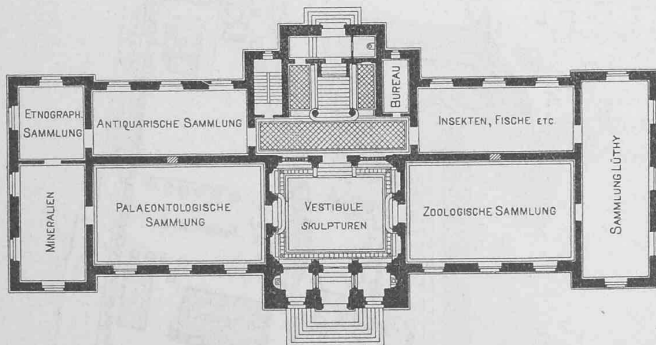 BUREAU
ETNOGRAPH.
SAMMLUNG
ANTIQUARISCHE SAMMLUNG
INSEKTEN, FISCHE ETC.
SAMMLUNG LÜTHY
MINERALIEN
PALAEONTOLOGISCHE
SAMMLUNG
VESTIBULE
SKULPTUREN
ZOOLOGISCHE SAMMLUNG